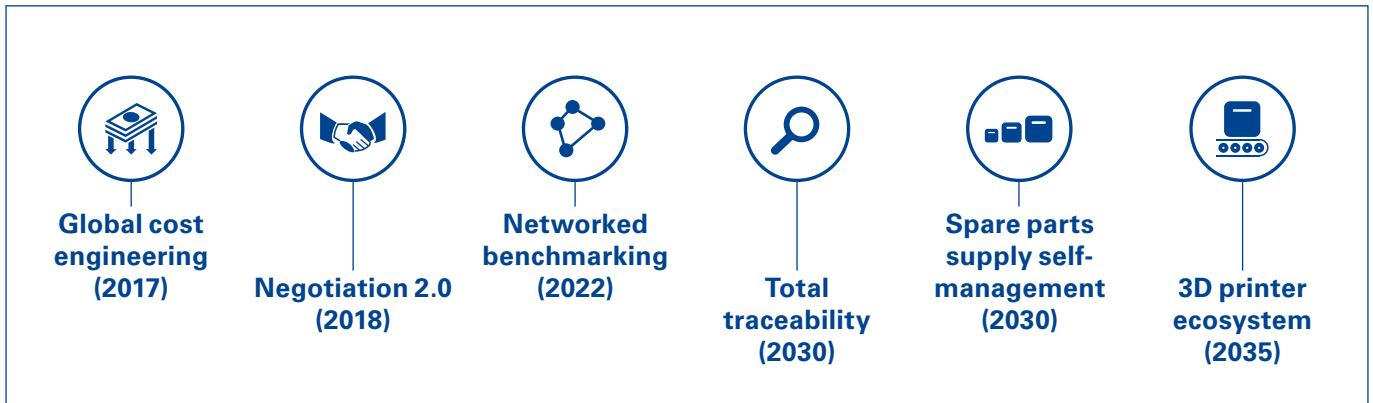 Global cost
engineering
(2017)
Negotiation 2.0
(2018)
Networked
benchmarking
(2022)
Total
traceability
(2030)
Spare parts
supply self-
management
(2030)
3D printer
ecosystem
(2035)